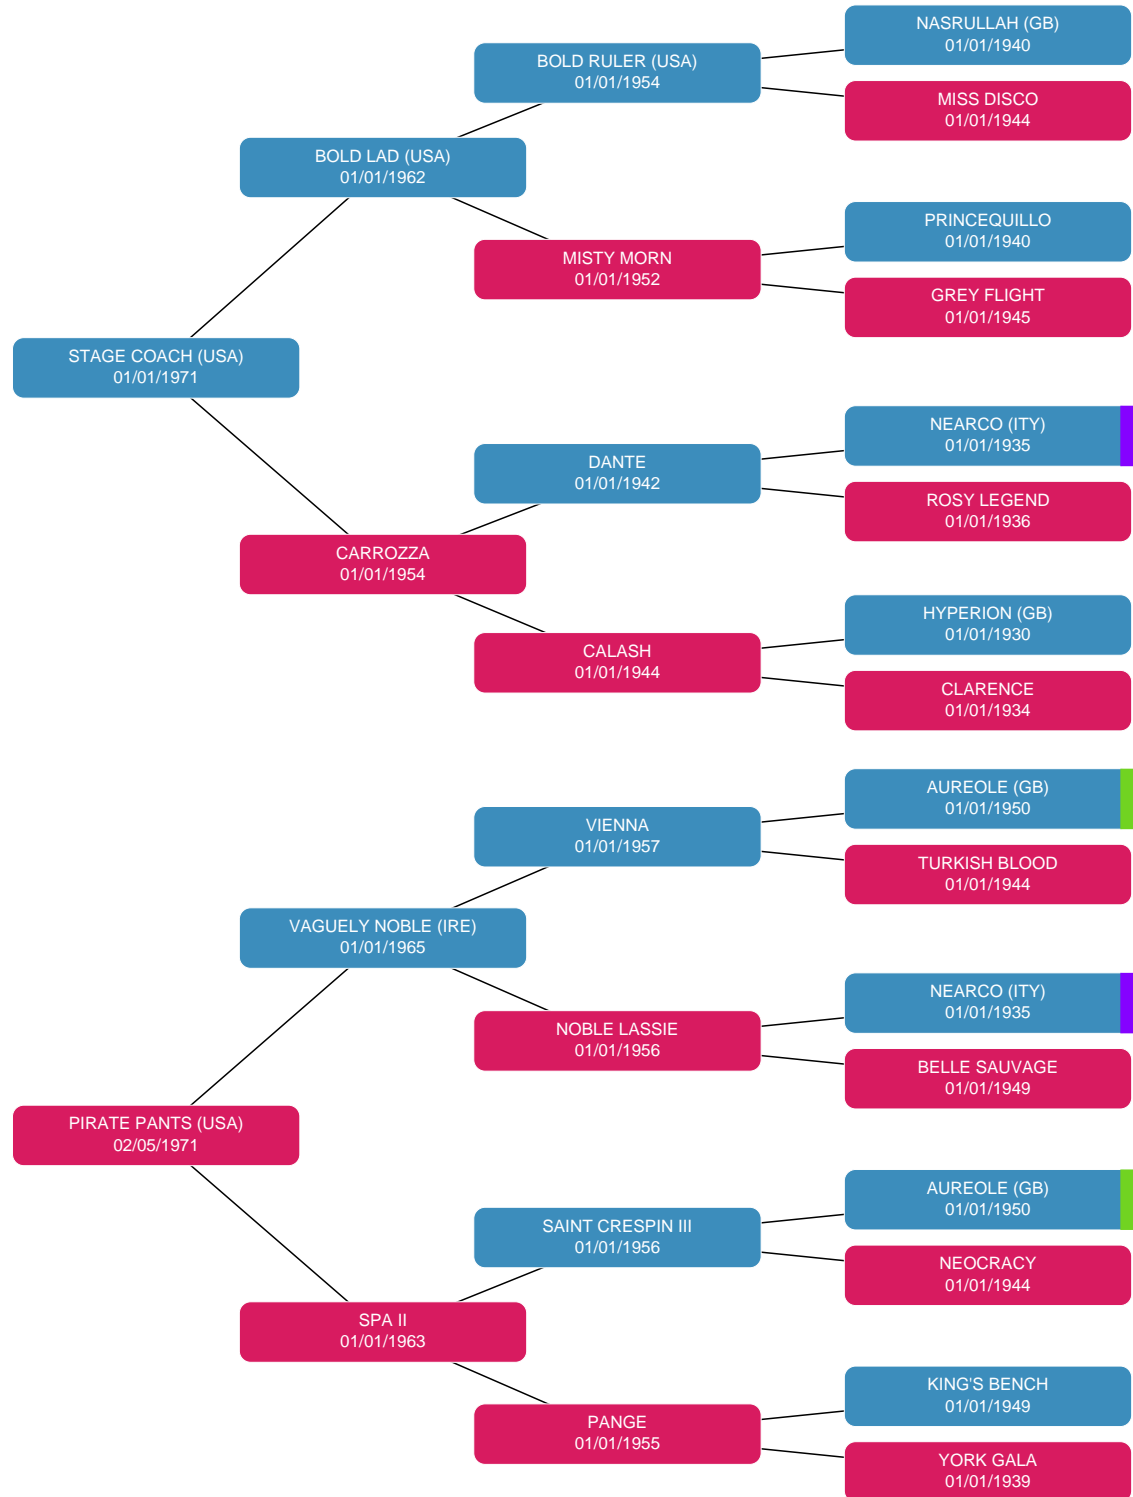 NASRULLAH (GB)
01/01/1940
BOLD RULER (USA)
01/01/1954
MISS DISCO
01/01/1944
BOLD LAD (USA)
01/01/1962
PRINCEQUILLO
01/01/1940
MISTY MORN
01/01/1952
GREY FLIGHT
01/01/1945
STAGE COACH (USA)
01/01/1971
NEARCO (ITY)
01/01/1935
DANTE
01/01/1942
ROSY LEGEND
01/01/1936
CARROZZA
01/01/1954
HYPERION (GB)
01/01/1930
CALASH
01/01/1944
CLARENCE
01/01/1934
AUREOLE (GB)
01/01/1950
VIENNA
01/01/1957
TURKISH BLOOD
01/01/1944
VAGUELY NOBLE (IRE)
01/01/1965
NEARCO (ITY)
01/01/1935
NOBLE LASSIE
01/01/1956
BELLE SAUVAGE
01/01/1949
PIRATE PANTS (USA)
02/05/1971
AUREOLE (GB)
01/01/1950
SAINT CRESPIN III
01/01/1956
NEOCRACY
01/01/1944
SPA II
01/01/1963
KING'S BENCH
01/01/1949
PANGE
01/01/1955
YORK GALA
01/01/1939